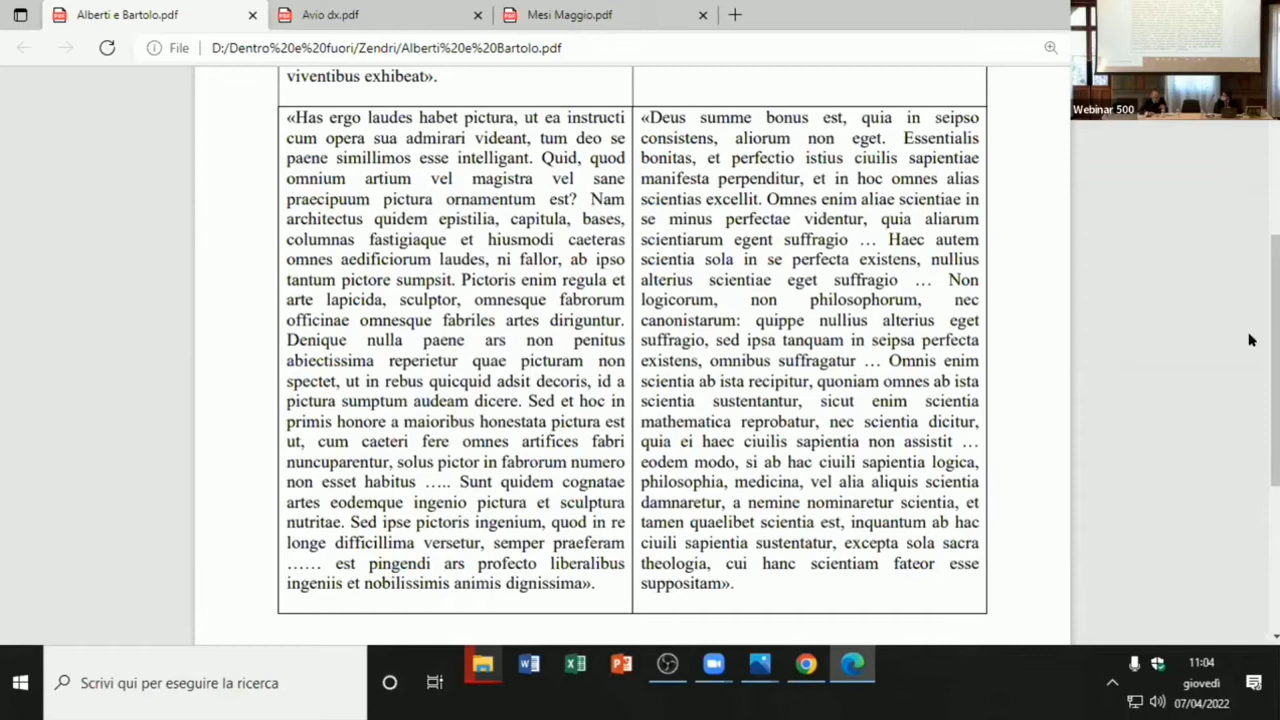 Alberti e Bartolo.pdf
Avio dx.pdf
Mesi Maggio.pdf
File
D:/Dentro%20e%20fuori/Zendri/Alberti%20e%20Bartolo.pdf
Webinar 500
viventibus exhibeat».
«Has ergo laudes habet pictura, ut ea instructi
cum opera sua admirari videant, tum deo se
paene simillimos esse intelligant. Quid, quod
omnium artium vel magistra vel sane
praecipuum pictura ornamentum est? Nam
architectus quidem epistilia, capitula, bases,
columnas fastigiaque et hiusmodi caeteras
omnes aedificiorum laudes, ni fallor, ab ipso
tantum pictore sumpsit. Pictoris enim regula et
arte lapicida, sculptor, omnesque fabrorum
officinae omnesque fabriles artes diriguntur.
Denique nulla paene ars non penitus
abiectissima reperietur quae picturam non
spectet, ut in rebus quicquid adsit decoris, id a
pictura sumptum audeam dicere. Sed et hoc in
primis honore a maioribus honestata pictura est
ut, cum caeteri fere omnes artifices fabri
nuncuparentur, solus pictor in fabrorum numero
non esset habitus ….. Sunt quidem cognatae
artes eodemque ingenio pictura et sculptura
nutritae. Sed ipse pictoris ingenium, quod in re
longe difficillima versetur, semper praeferam
…… est pingendi ars profecto liberalibus
ingeniis et nobilissimis animis dignissima».
«Deus summe bonus est, quia in seipso
consistens, aliorum non eget. Essentialis
bonitas, et perfectio istius ciuilis sapientiae
manifesta perpenditur, et in hoc omnes alias
scientias excellit. Omnes enim aliae scientiae in
se minus perfectae videntur, quia aliarum
scientiarum egent suffragio … Haec autem
scientia sola in se perfecta existens, nullius
alterius scientiae eget suffragio … Non
logicorum, non philosophorum, nec
canonistarum: quippe nullius alterius eget
suffragio, sed ipsa tanquam in seipsa perfecta
existens, omnibus suffragatur … Omnis enim
scientia ab ista recipitur, quoniam omnes ab ista
scientia sustentantur, sicut enim scientia
mathematica reprobatur, nec scientia dicitur,
quia ei haec ciuilis sapientia non assistit …
eodem modo, si ab hac ciuili sapientia logica,
philosophia, medicina, vel alia aliquis scientia
damnaretur, a nemine nominaretur scientia, et
tamen quaelibet scientia est, inquantum ab hac
ciuili sapientia sustentatur, excepta sola sacra
theologia, cui hanc scientiam fateor esse
suppositam».
Scrivi qui per eseguire la ricerca
11:04
giovedì
07/04/2022